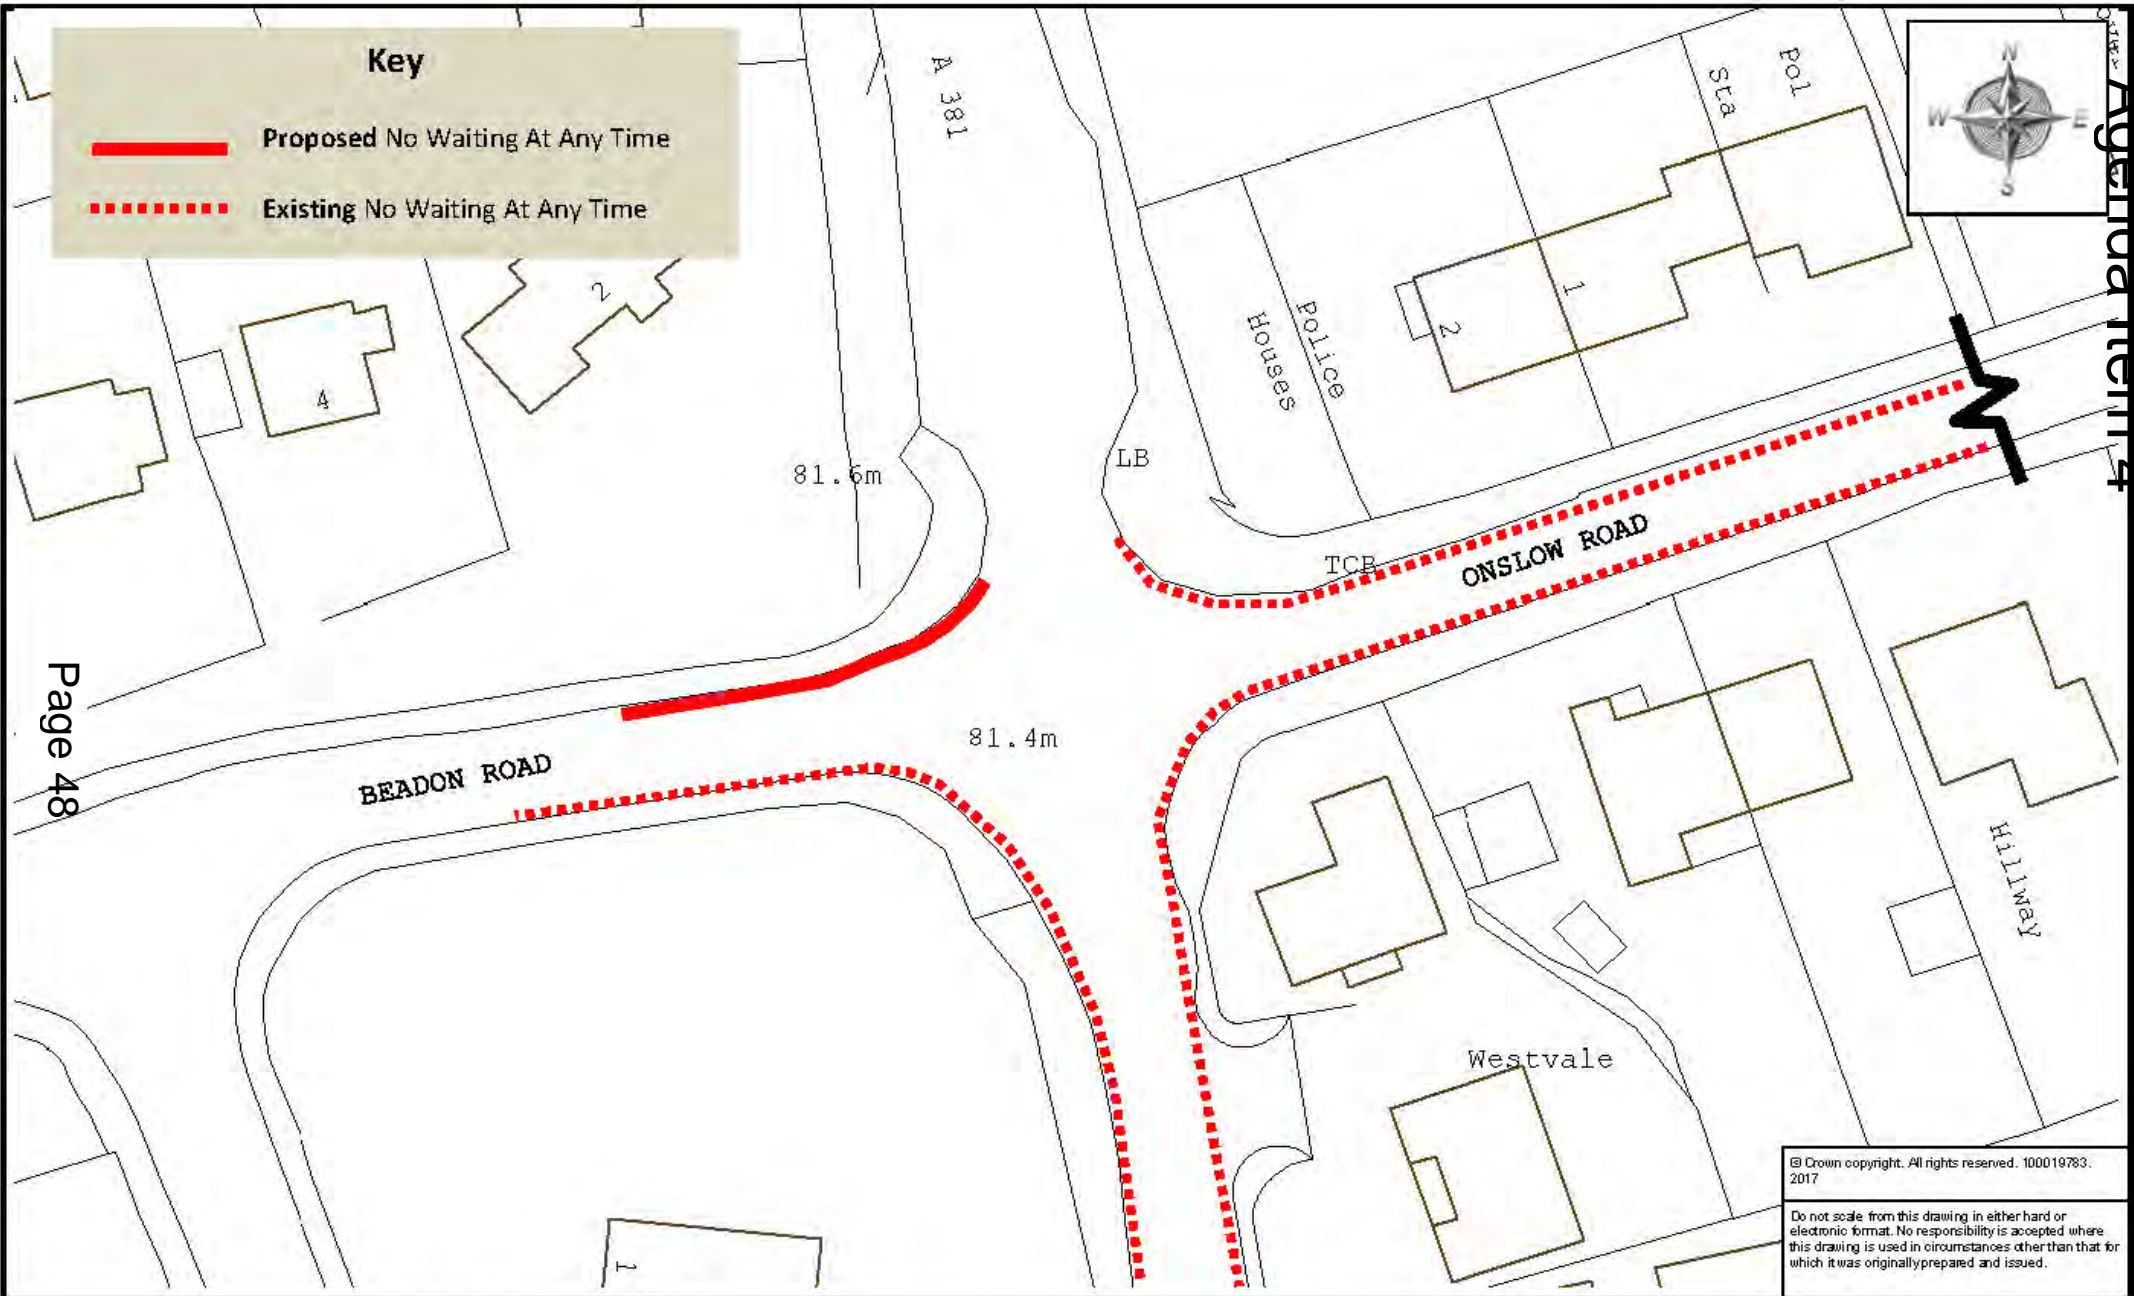 Key
Proposed No Waiting At Any Time
Existing No Waiting At Any Time
A 381
Sta
Pol
N
W
E
S
Agenda Item 4
2
4
1
2
Police
Houses
81.6m
LB
TCB
ONSLOW ROAD
Page 48
81.4m
BEADON ROAD
Hillway
Westvale
1
© Crown copyright. All rights reserved. 100019783.
2017
Do not scale from this drawing in either hard or
electronic format. No responsibility is accepted where
this drawing is used in circumstances other than that for
which it was originally prepared and issued.